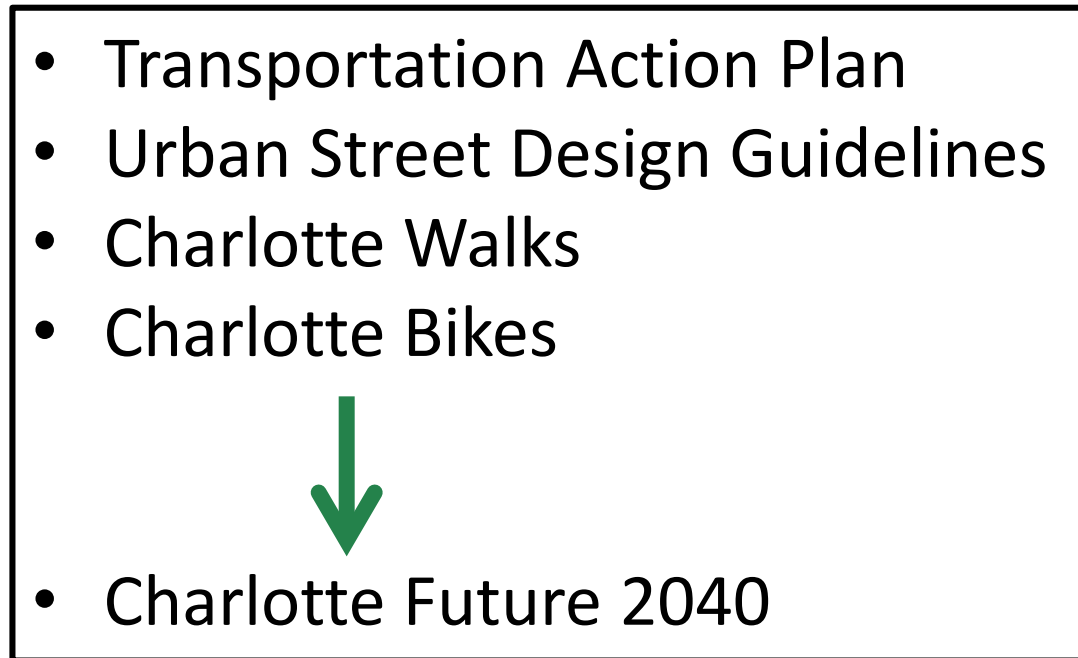 • Transportation Action Plan
• Urban Street Design Guidelines
• Charlotte Walks
• Charlotte Bikes
• Charlotte Future 2040